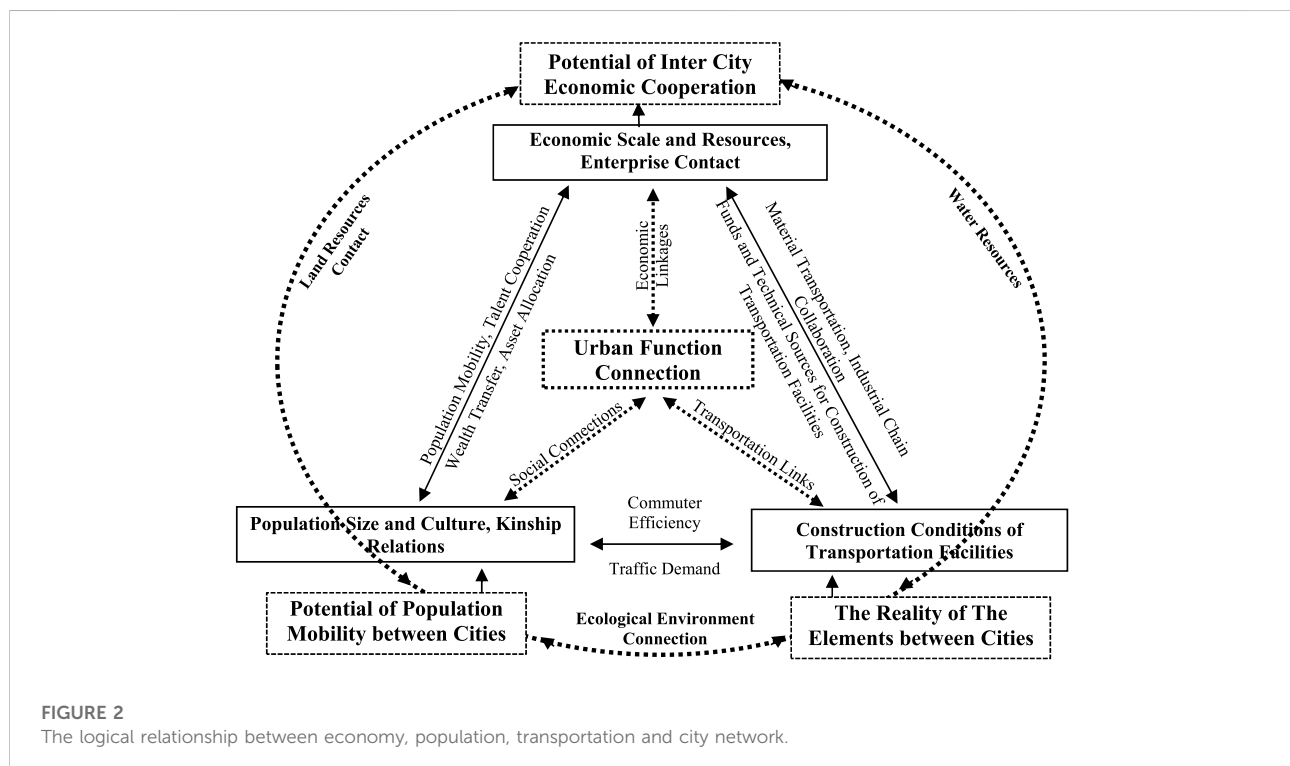 Potential of Inter City
Economic Cooperation
Economic Scale and Resources,
Enterprise Contact
Land Resources
Contact
Water Resources
Population Mobility, Talent Cooperation
Wealth Transfer, Asset Allocation
Economic
Linkages
Material Transportation, Industrial Chain
Collaboration
Funds and Technical Sources for Construction of
Transportation Facilities
Urban Function
Connection
Social Connections
Transportation Links
Population Size and Culture, Kinship
Relations
Commuter
Efficiency
Traffic Demand
Construction Conditions of
Transportation Facilities
Potential of Population
Mobility between Cities
Ecological Environment
Connection
The Reality of The
Elements between Cities
FIGURE 2
The logical relationship between economy, population, transportation and city network.